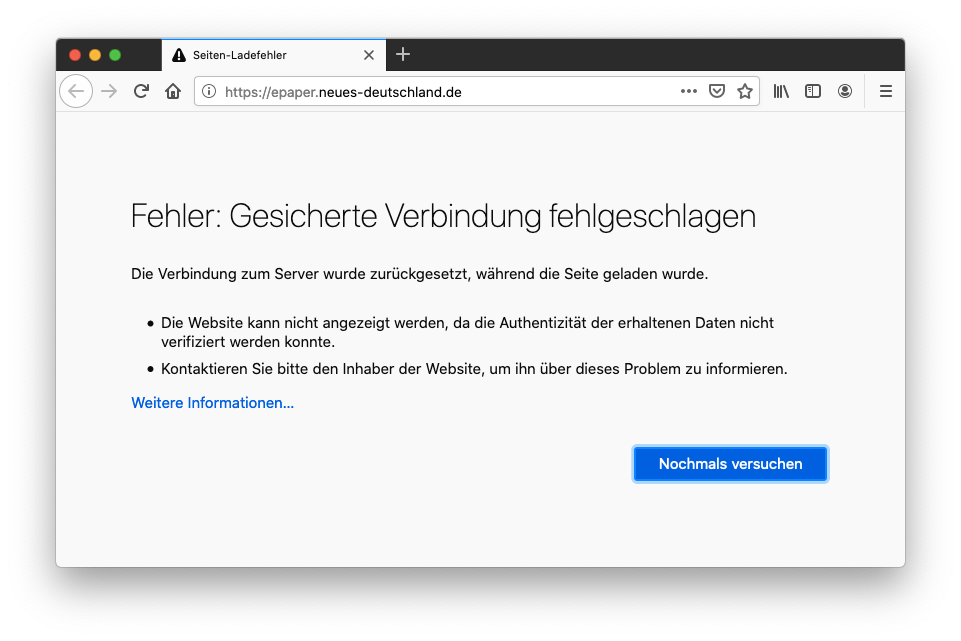 Seiten-Ladefehler
https://epaper.neues-deutschland.de
Fehler: Gesicherte Verbindung fehlgeschlagen
Die Verbindung zum Server wurde zurückgesetzt, während die Seite geladen wurde.
• Die Website kann nicht angezeigt werden, da die Authentizität der erhaltenen Daten nicht
verifiziert werden konnte.
• Kontaktieren Sie bitte den Inhaber der Website, um ihn über dieses Problem zu informieren.
Weitere Informationen...
Nochmals versuchen